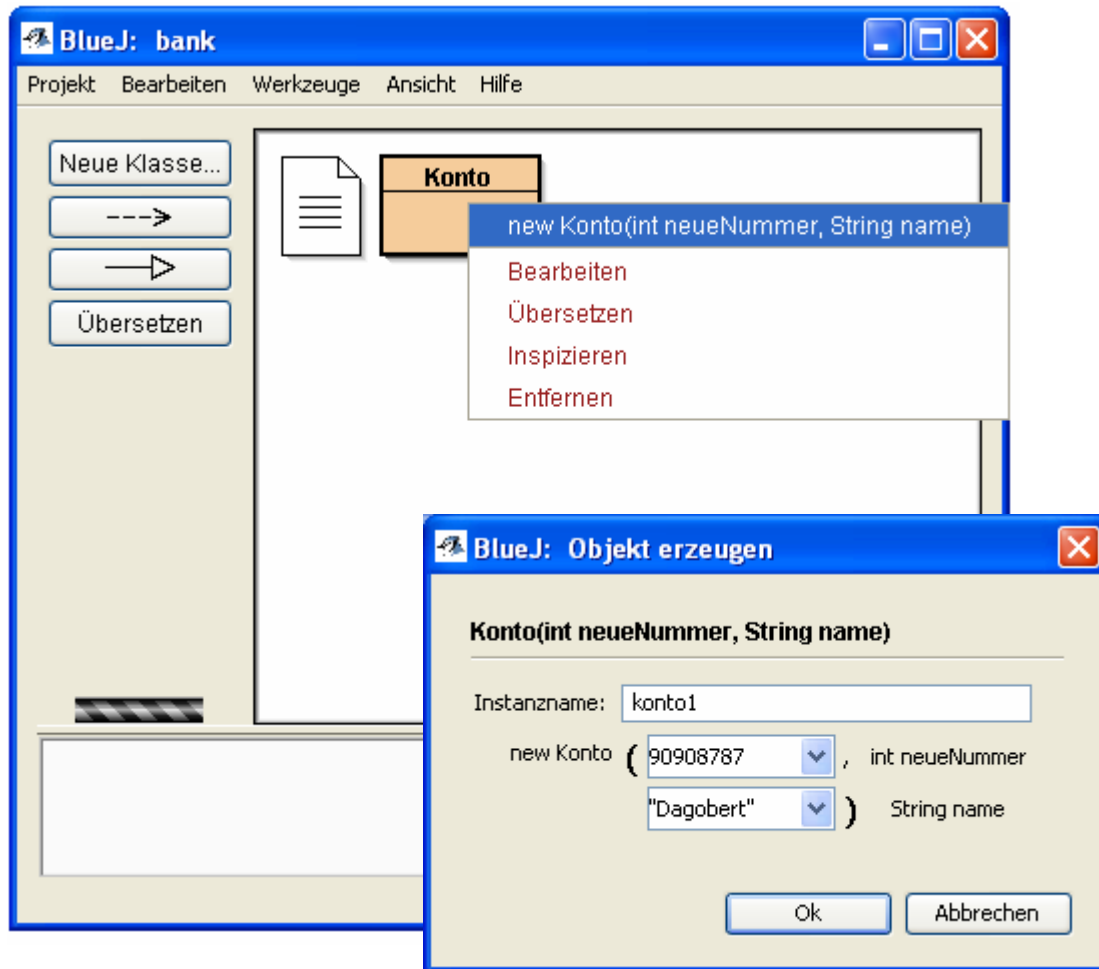 BlueJ: bank
Projekt Bearbeiten Werkzeuge Ansicht Hilfe
Neue Klasse...
Übersetzen
Konto
new Konto(int neueNummer, String name)
Bearbeiten
Übersetzen
Inspizieren
Entfernen
BlueJ: Objekt erzeugen
Konto(int neueNummer, String name)
Instanzname: konto1
new Konto ( 90908787 , int neueNummer
"Dagobert" ) String name
Ok Abbrechen